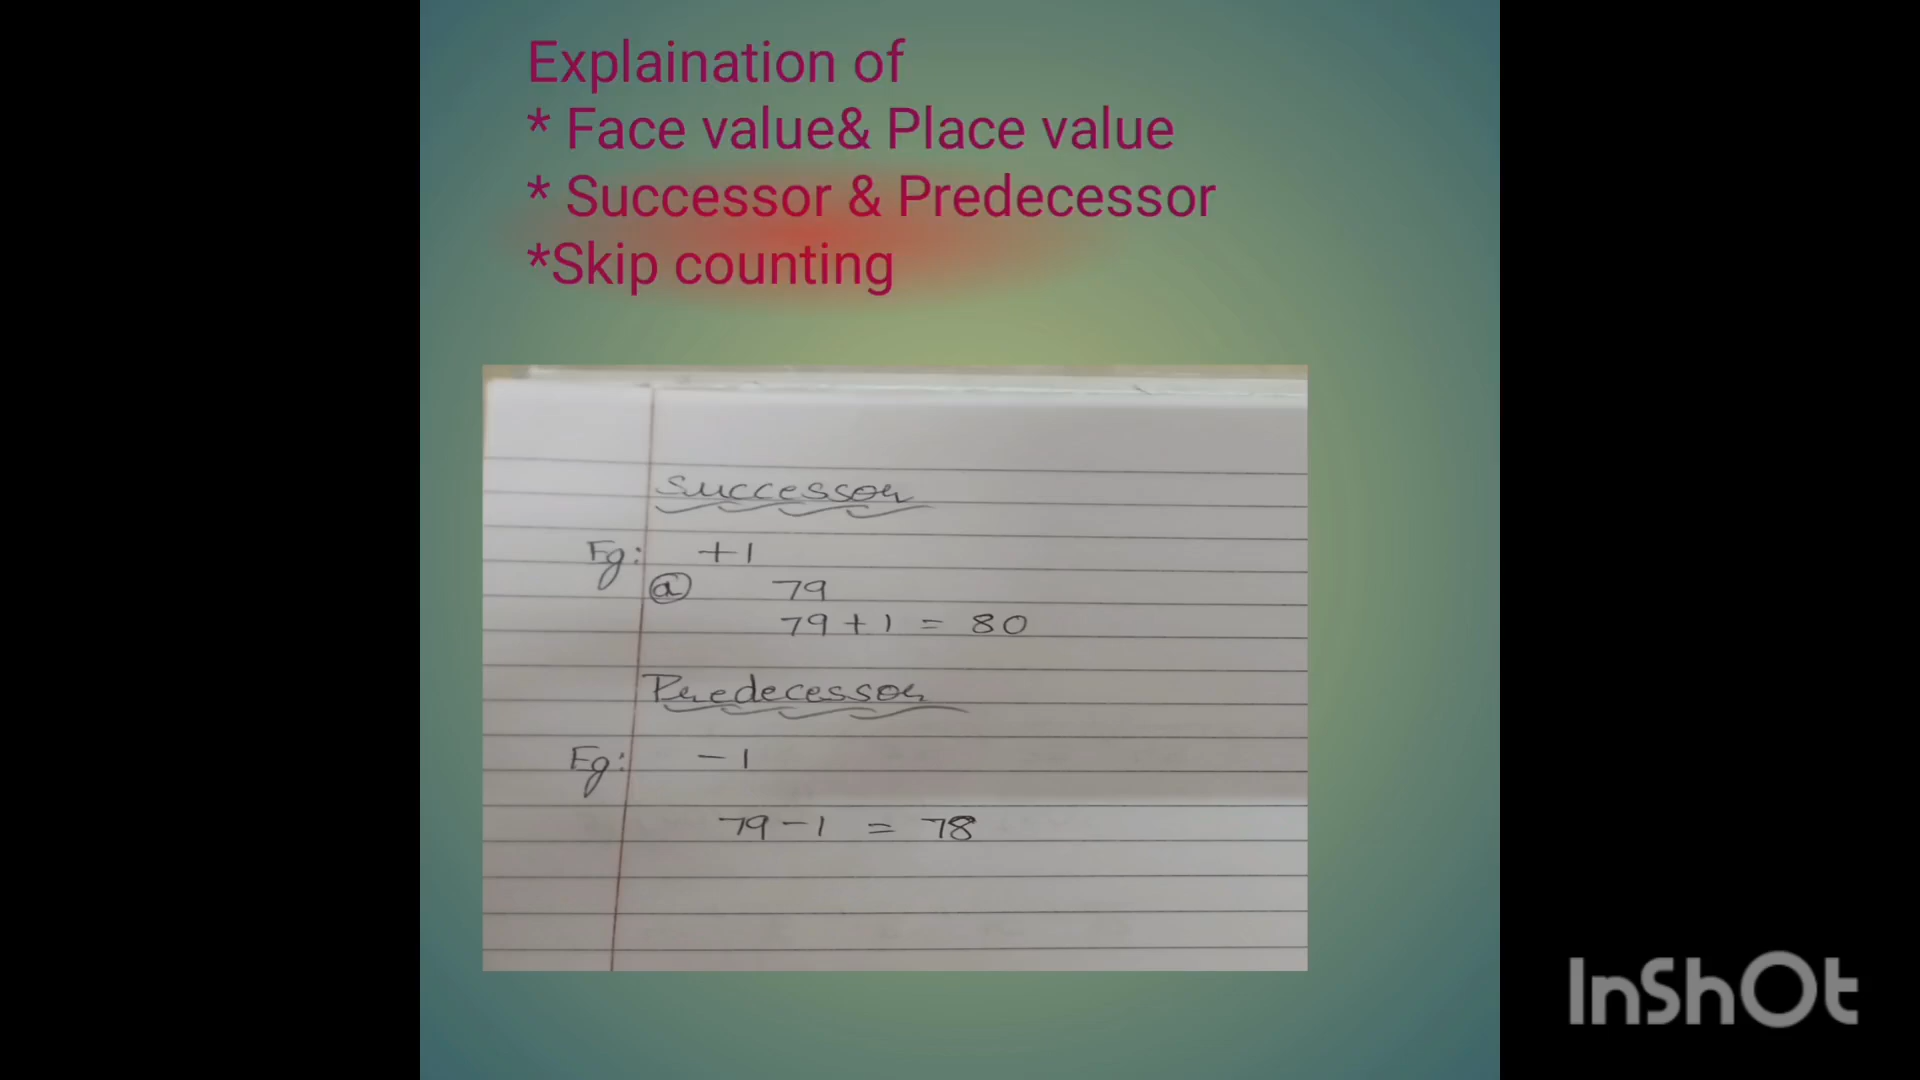 Explaination of
* Face value& Place value
* Successor & Predecessor
*Skip counting
Successor
Eg: +1
a 79
79 + 1 = 80
Predecessor
Eg: - 1
79 - 1 = 78
InShOt